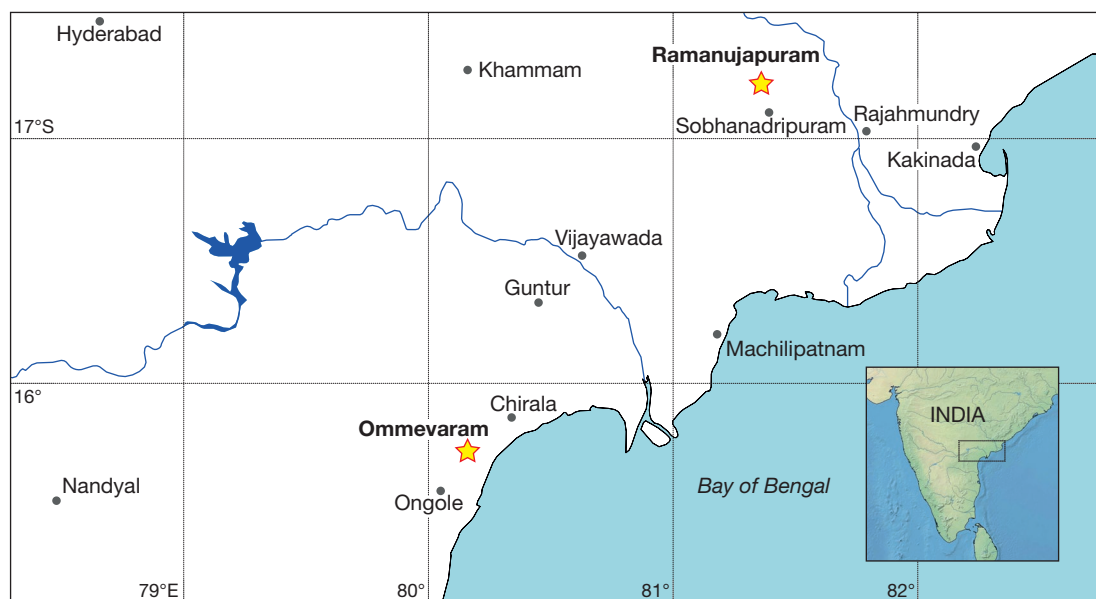 Hyderabad
Khammam
Ramanujapuram
Sobhanadripuram
Rajahmundry
17°S
Kakinada
Vijayawada
Guntur
Machilipatnam
16°
Chirala
Ommevaram
INDIA
Nandyal
Ongole
Bay of Bengal
79°E
80°
81°
82°